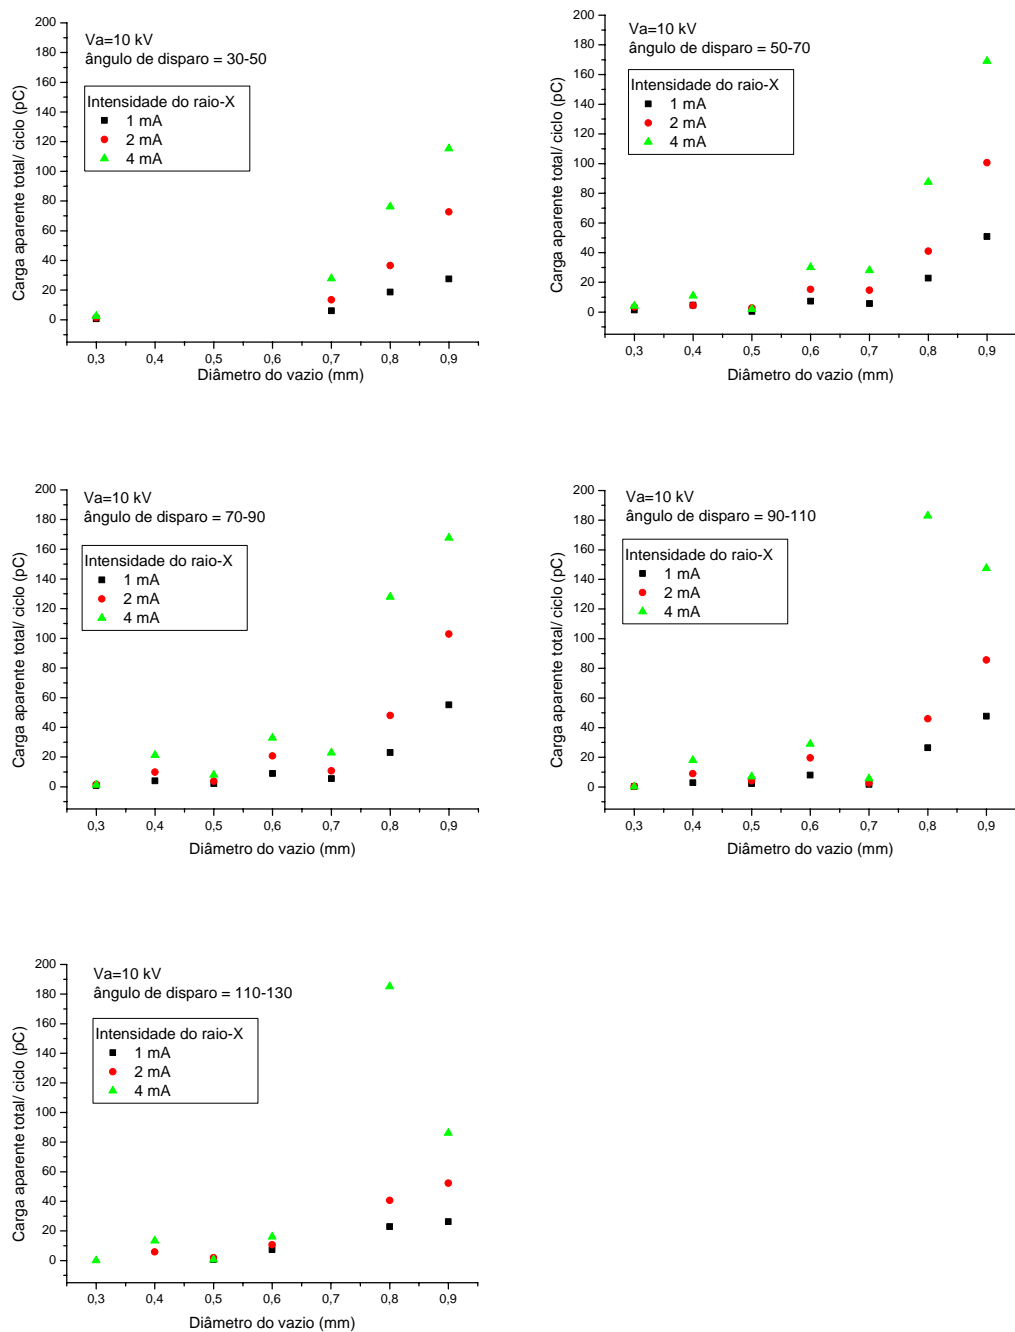 Va=10 kV
ângulo de disparo = 30-50
Intensidade do raio-X
1 mA
2 mA
4 mA
Carga aparente total/ ciclo (pC)
200
180
160
140
120
100
80
60
40
20
0
0,3 0,4 0,5 0,6 0,7 0,8 0,9
Diâmetro do vazio (mm)
Va=10 kV
ângulo de disparo = 50-70
Intensidade do raio-X
1 mA
2 mA
4 mA
Carga aparente total/ ciclo (pC)
200
180
160
140
120
100
80
60
40
20
0
0,3 0,4 0,5 0,6 0,7 0,8 0,9
Diâmetro do vazio (mm)
Va=10 kV
ângulo de disparo = 70-90
Intensidade do raio-X
1 mA
2 mA
4 mA
Carga aparente total/ ciclo (pC)
200
180
160
140
120
100
80
60
40
20
0
0,3 0,4 0,5 0,6 0,7 0,8 0,9
Diâmetro do vazio (mm)
Va=10 kV
ângulo de disparo = 90-110
Intensidade do raio-X
1 mA
2 mA
4 mA
Carga aparente total/ ciclo (pC)
200
180
160
140
120
100
80
60
40
20
0
0,3 0,4 0,5 0,6 0,7 0,8 0,9
Diâmetro do vazio (mm)
Va=10 kV
ângulo de disparo = 110-130
Intensidade do raio-X
1 mA
2 mA
4 mA
Carga aparente total/ ciclo (pC)
200
180
160
140
120
100
80
60
40
20
0
0,3 0,4 0,5 0,6 0,7 0,8 0,9
Diâmetro do vazio (mm)